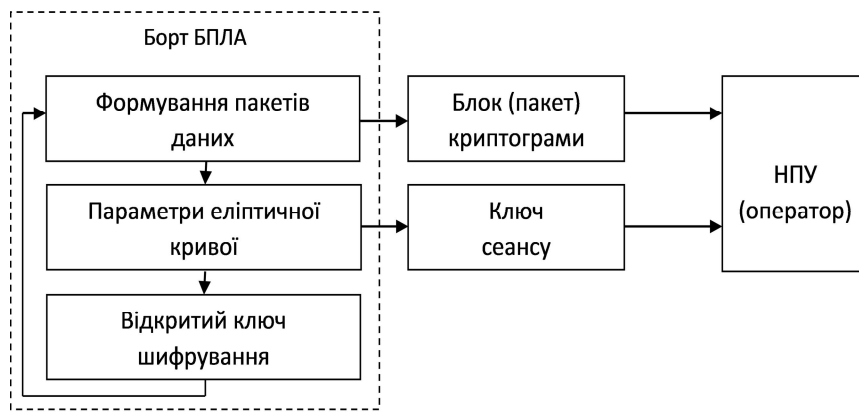 Борт БПЛА
Формування пакетів
даних
Блок (пакет)
криптограми
НПУ
(оператор)
Параметри еліптичної
кривої
Ключ
сеансу
Відкритий ключ
шифрування